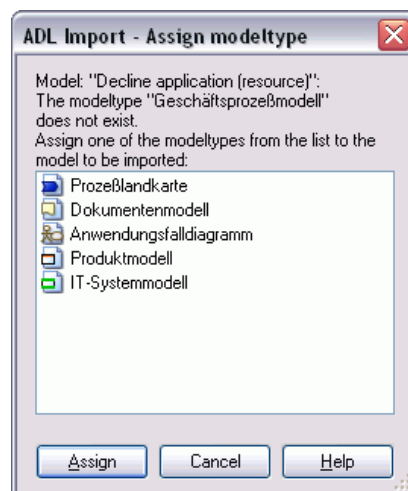 ADL Import - Assign modeltype
Model: "Decline application (resource)":
The modeltype "Geschäftsprozeßmodell"
does not exist.
Assign one of the modeltypes from the list to the
model to be imported:
Prozeßlandkarte
Dokumentenmodell
Anwendungsfalldiagramm
Produktmodell
IT-Systemmodell
Assign
Cancel
Help